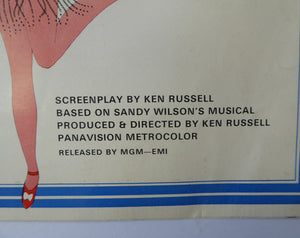 SCREENPLAY BY KEN RUSSELL
BASED ON SANDY WILSON'S MUSICAL
PRODUCED & DIRECTED BY KEN RUSSELL
PANAVISION METROCOLOR
RELEASED BY MGM—EMI